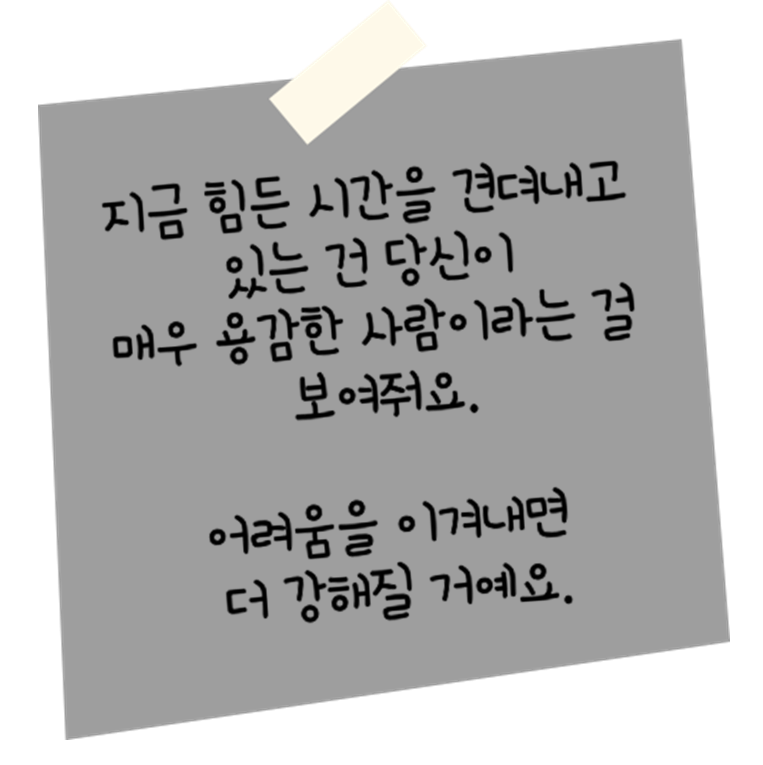 지금 힘든 시간을 견뎌내고
있는 건 당신이
매우 용감한 사람이라는 걸
보여줘요.
어려움을 이겨내면
더 강해질 거예요.